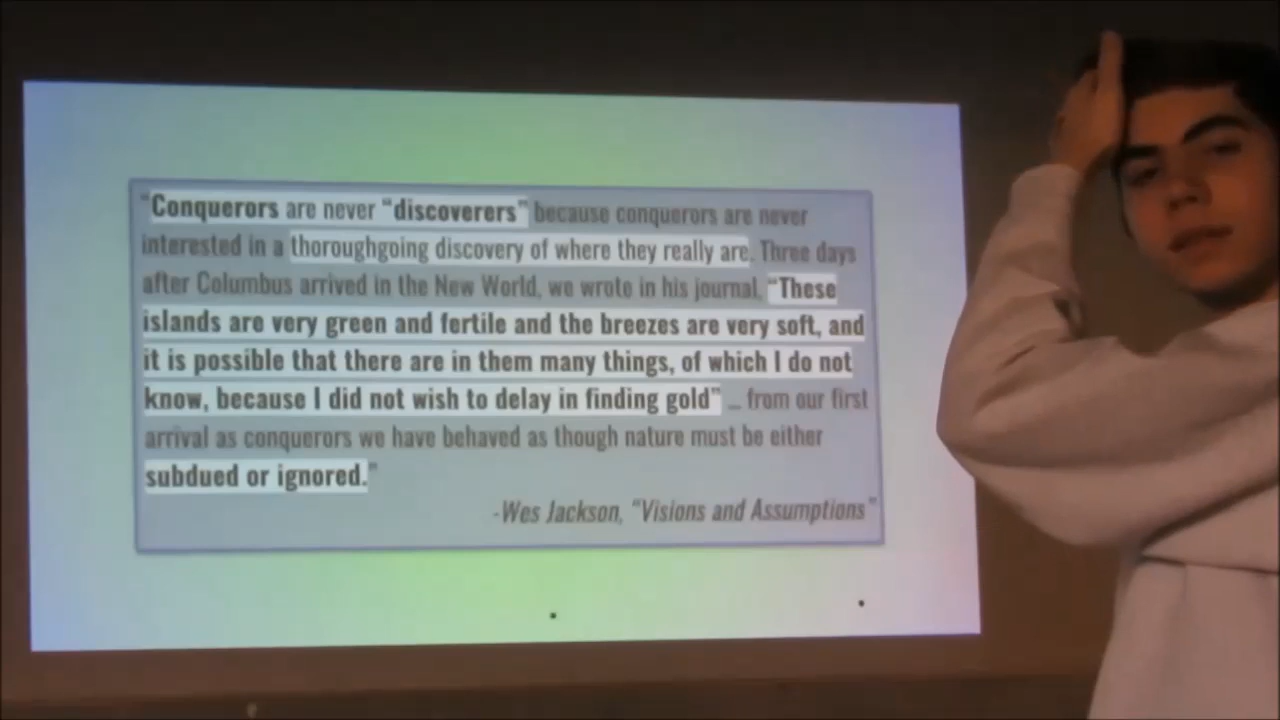 "Conquerors are never "discoverers" because conquerors are never
interested in a thoroughgoing discovery of where they really are. Three days
after Columbus arrived in the New World, we wrote in his journal, "These
islands are very green and fertile and the breezes are very soft, and
it is possible that there are in them many things, of which I do not
know, because I did not wish to delay in finding gold" ... from our first
arrival as conquerors we have behaved as though nature must be either
subdued or ignored."
-Wes Jackson, "Visions and Assumptions"